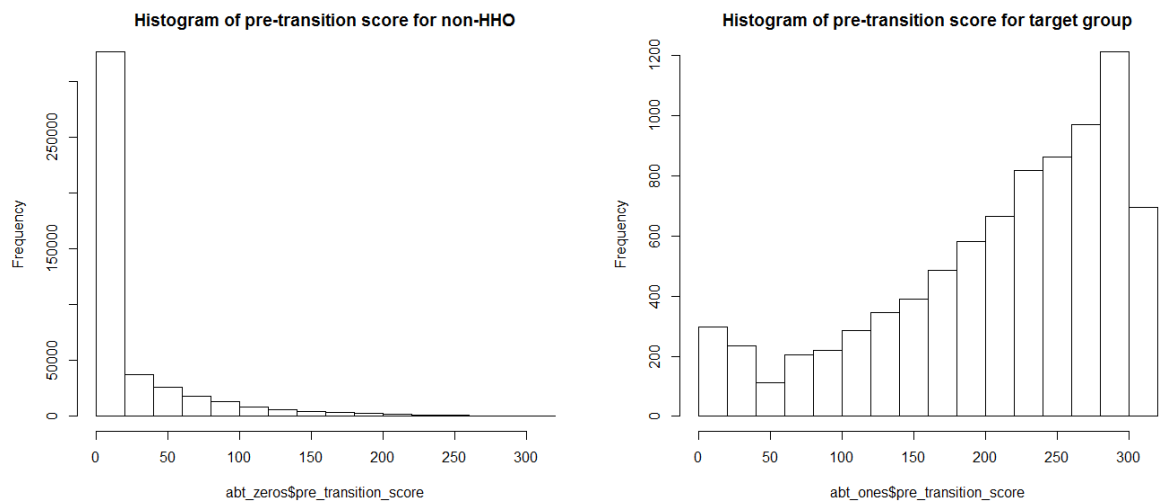 Histogram of pre-transition score for non-HHO
Frequency
0
50000
150000
250000
0 50 100 150 200 250 300
abt_zeros$pre_transition_score
Histogram of pre-transition score for target group
Frequency
0
200
400
600
800
1000
1200
0 50 100 150 200 250 300
abt_ones$pre_transition_score